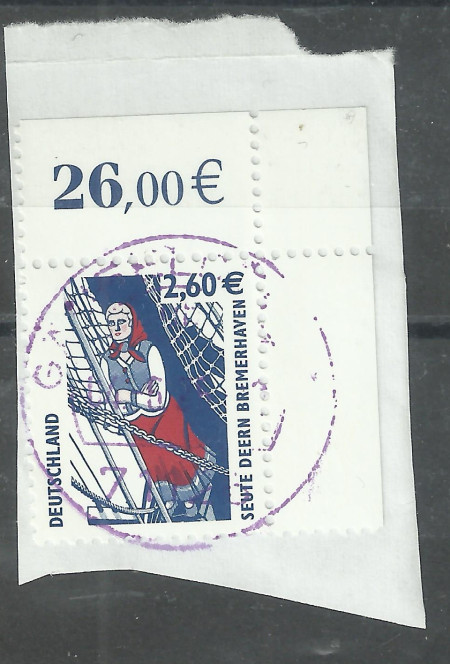 26,00 €
2,60 €
DEUTSCHLAND
SEUTE DEERN BREMERHAVEN